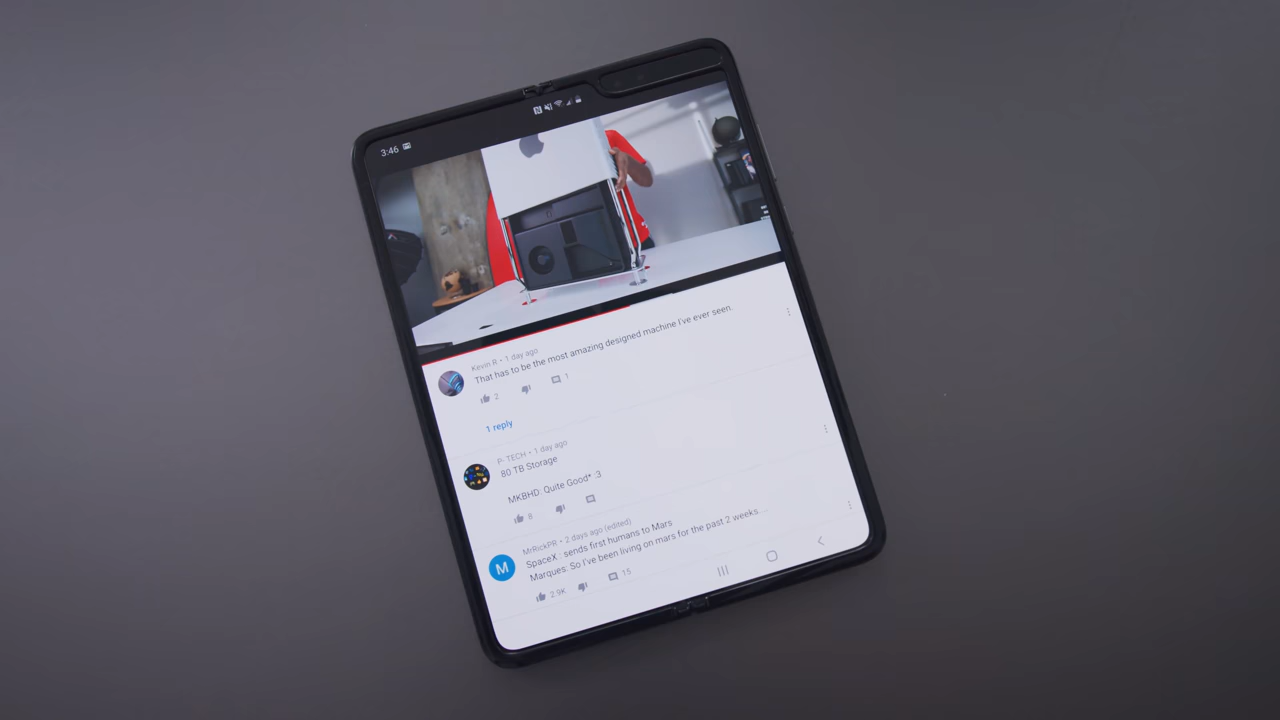 3:46
Kevin R • 1 day ago
That has to be the most amazing designed machine I've ever seen.
2
1
1 reply
P- TECH • 1 day ago
80 TB Storage
MKBHD: Quite Good* :3
8
MrRickPR • 2 days ago (edited)
SpaceX : sends first humans to Mars
Marques: So I've been living on mars for the past 2 weeks ...
2.9K
15
M